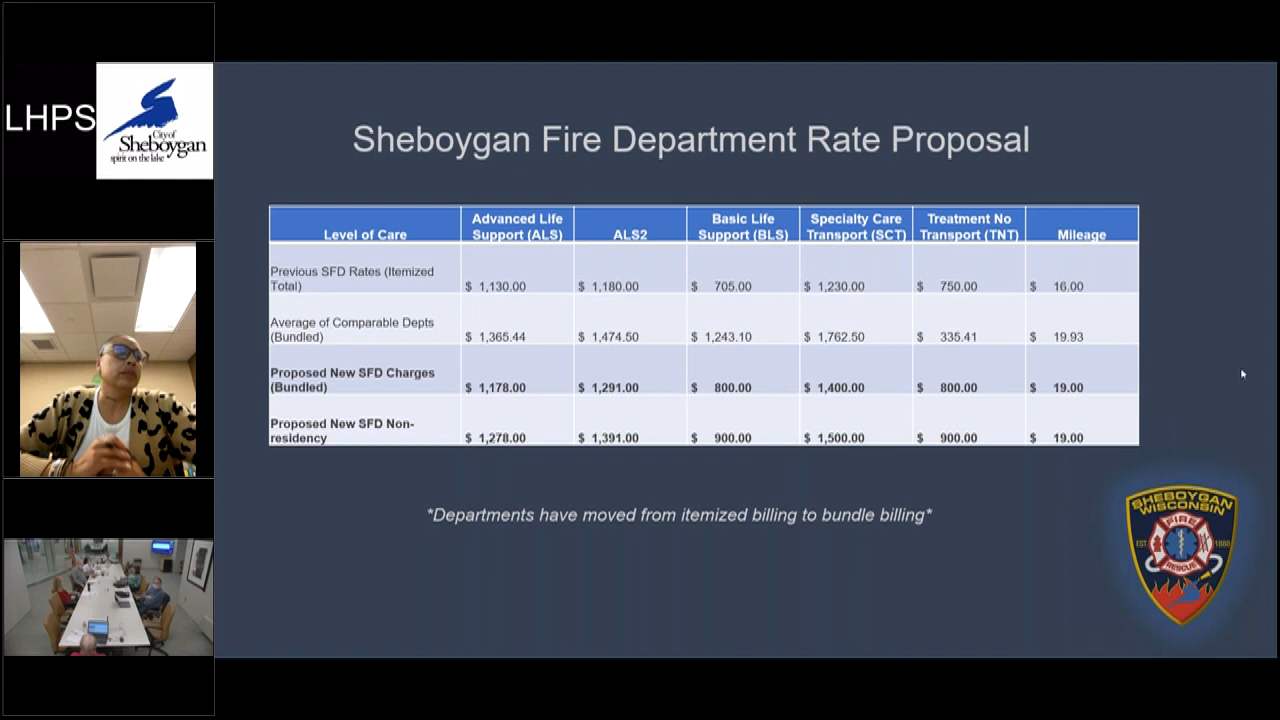 LHPS
City of
Sheboygan
spirit on the lake
Sheboygan Fire Department Rate Proposal
Level of Care
Advanced Life
Support (ALS)
ALS2
Basic Life
Support (BLS)
Specialty Care
Transport (SCT)
Treatment No
Transport (TNT)
Mileage
Previous SFD Rates (Itemized
Total)
$ 1,130.00
$ 1,180.00
$ 705.00
$ 1,230.00
$ 750.00
$ 16.00
Average of Comparable Depts
(Bundled)
$ 1,365.44
$ 1,474.50
$ 1,243.10
$ 1,762.50
$ 335.41
$ 19.93
Proposed New SFD Charges
(Bundled)
$ 1,178.00
$ 1,291.00
$ 800.00
$ 1,400.00
$ 800.00
$ 19.00
Proposed New SFD Non-
residency
$ 1,278.00
$ 1,391.00
$ 900.00
$ 1,500.00
$ 900.00
$ 19.00
*Departments have moved from itemized billing to bundle billing*
SHEBOYGAN
WISCONSIN
FIRE
EST. 1888
RESCUE